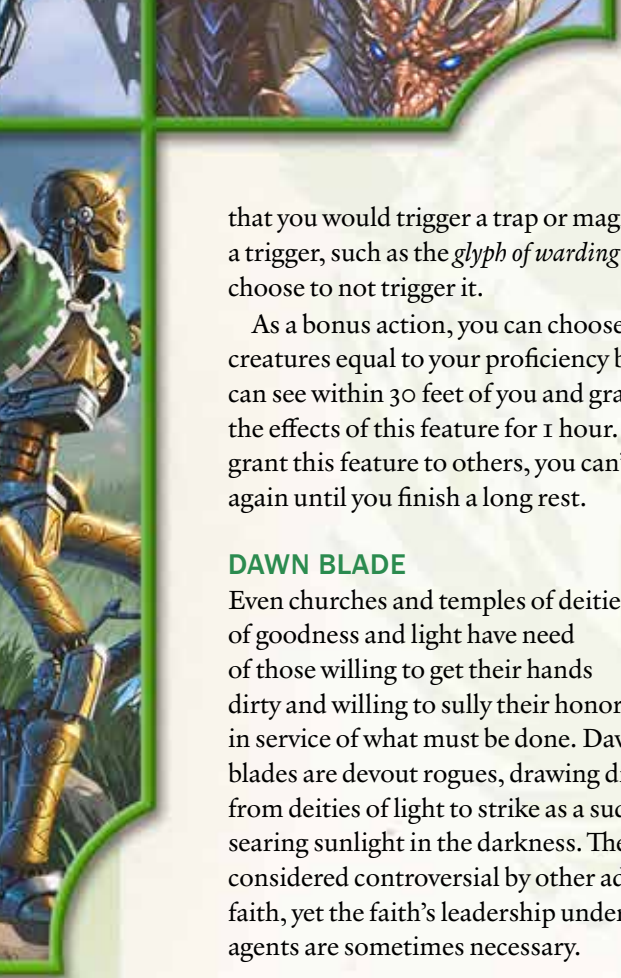 that you would trigger a trap or
a trigger, such as the glyph of warding
choose to not trigger it.
As a bonus action, you can choose
creatures equal to your proficiency
can see within 30 feet of you and
the effects of this feature for 1 hour.
grant this feature to others, you
again until you finish a long rest.
DAWN BLADE
Even churches and temples of
of goodness and light have need
of those willing to get their hands
dirty and willing to sully their honor
in service of what must be done.
blades are devout rogues, drawing
from deities of light to strike as a
searing sunlight in the darkness.
considered controversial by other
faith, yet the faith's leadership
agents are sometimes necessary.